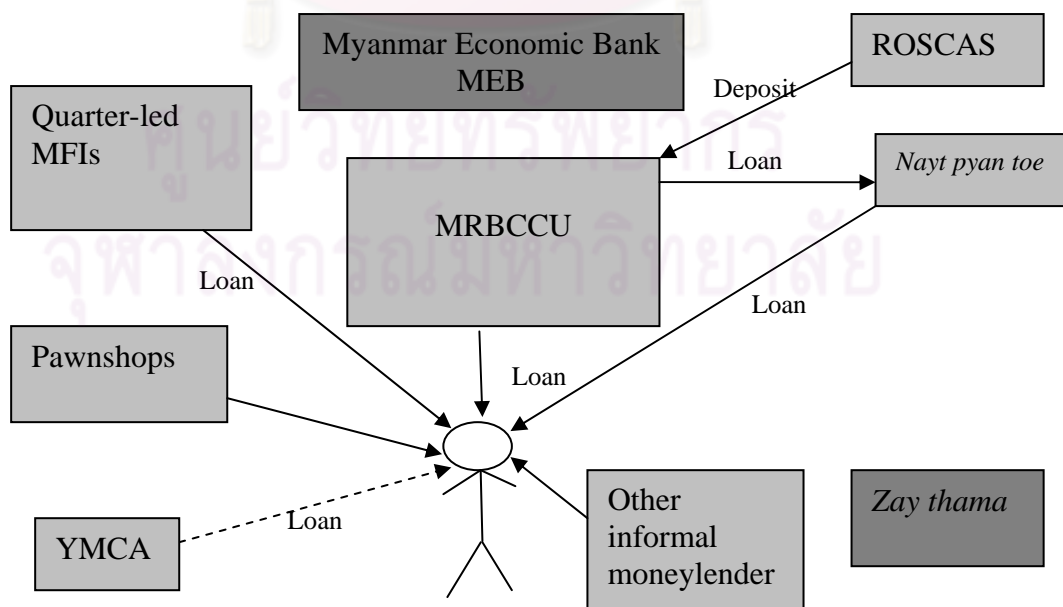 Myanmar Economic Bank
MEB
ROSCAS
Deposit
Quarter-led
MFIs
ศูนย์วิทยทรัพยากร
Loan
Nayt pyan toe
MRBCCU
จุฬาลงกรณ์มหาวิทยาลัย
Loan
Loan
Pawnshops
Loan
Other
informal
moneylender
Zay thama
Loan
YMCA